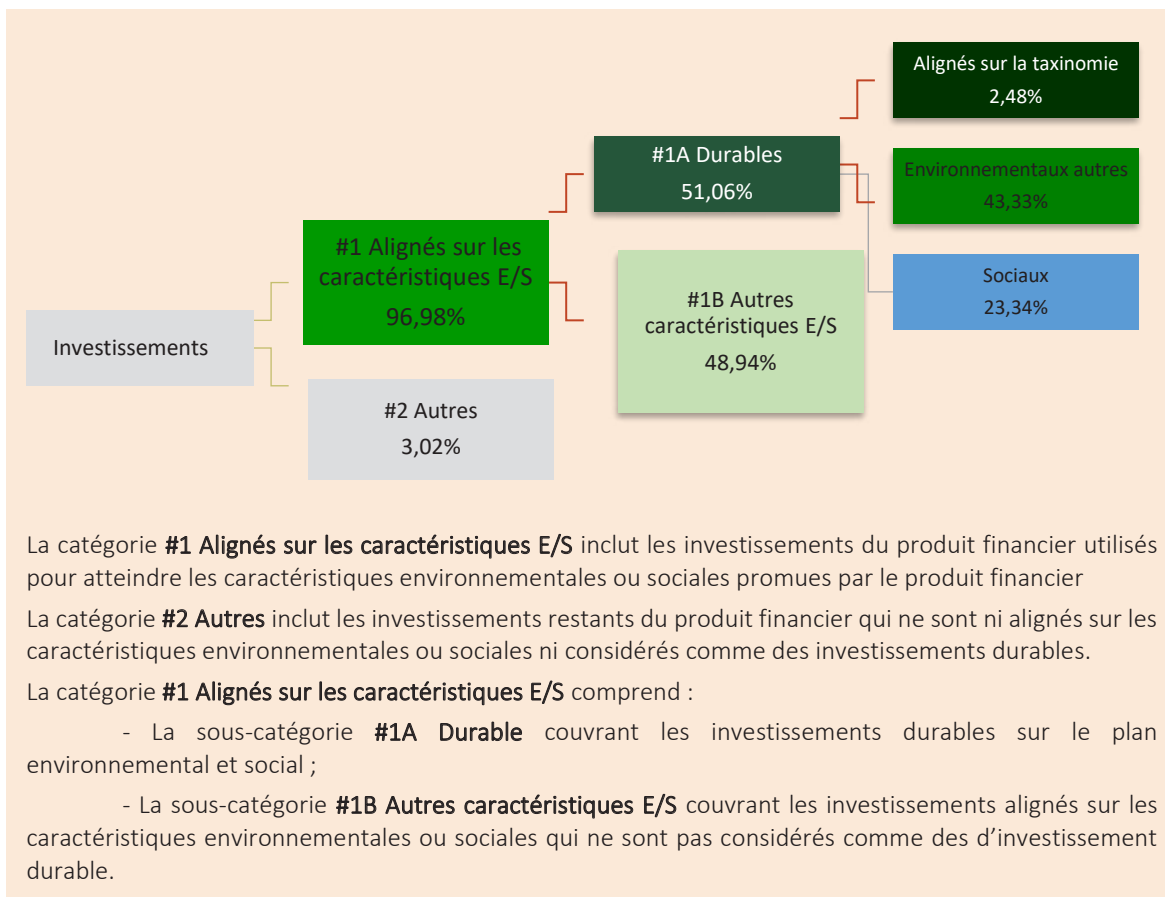 Alignés sur la taxinomie
2,48%
#1A Durables
51,06%
Environnementaux autres
43,33%
#1 Alignés sur les
caractéristiques E/S
96,98%
Sociaux
23,34%
#1B Autres
caractéristiques E/S
48,94%
Investissements
#2 Autres
3,02%
La catégorie #1 Alignés sur les caractéristiques E/S inclut les investissements du produit financier utilisés
pour atteindre les caractéristiques environnementales ou sociales promues par le produit financier
La catégorie #2 Autres inclut les investissements restants du produit financier qui ne sont ni alignés sur les
caractéristiques environnementales ou sociales ni considérés comme des investissements durables.
La catégorie #1 Alignés sur les caractéristiques E/S comprend :
- La sous-catégorie #1A Durable couvrant les investissements durables sur le plan
environnemental et social ;
- La sous-catégorie #1B Autres caractéristiques E/S couvrant les investissements alignés sur les
caractéristiques environnementales ou sociales qui ne sont pas considérés comme des d’investissement
durable.